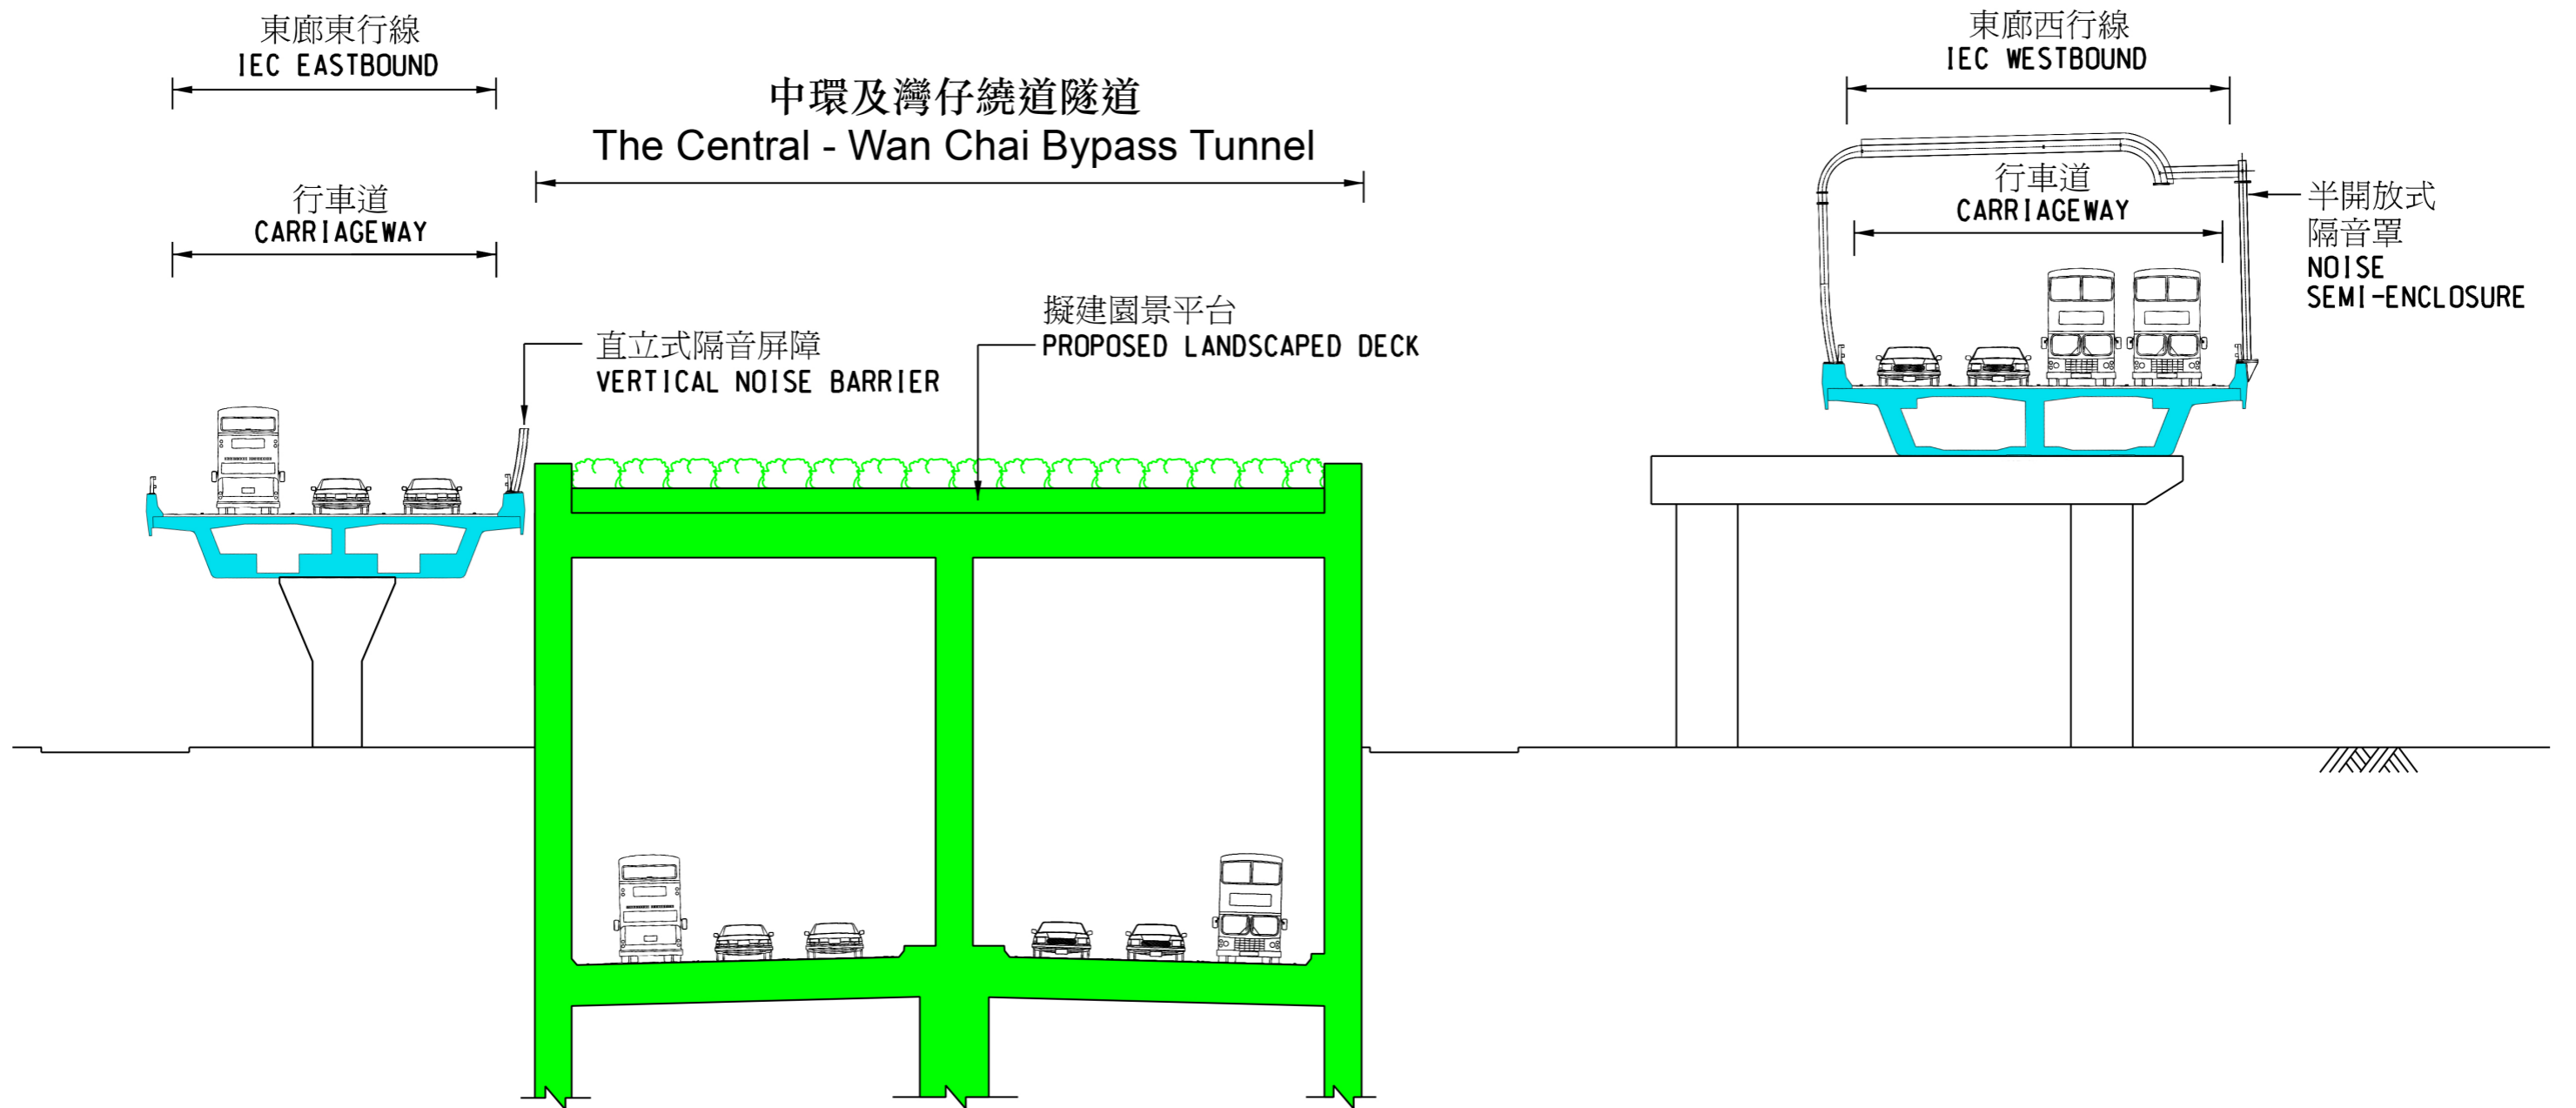 東廊東行線
IEC EASTBOUND
行車道
CARRIAGEWAY
中環及灣仔繞道隧道
The Central - Wan Chai Bypass Tunnel
直立式隔音屏障
VERTICAL NOISE BARRIER
擬建園景平台
PROPOSED LANDSCAPED DECK
東廊西行線
IEC WESTBOUND
行車道
CARRIAGEWAY
半開放式
隔音罩
NOISE
SEMI-ENCLOSURE